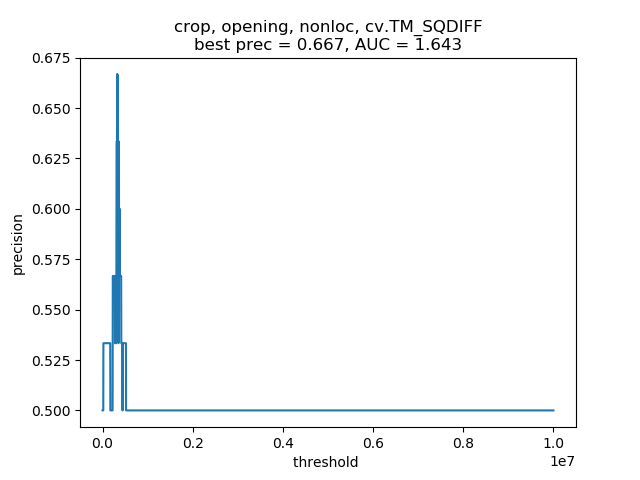 crop, opening, nonloc, cv.TM_SQDIFF
best prec = 0.667, AUC = 1.643
0.675
0.650
0.625
0.600
0.575
0.550
0.525
0.500
precision
0.0 0.2 0.4 0.6 0.8 1.0
1e7
threshold